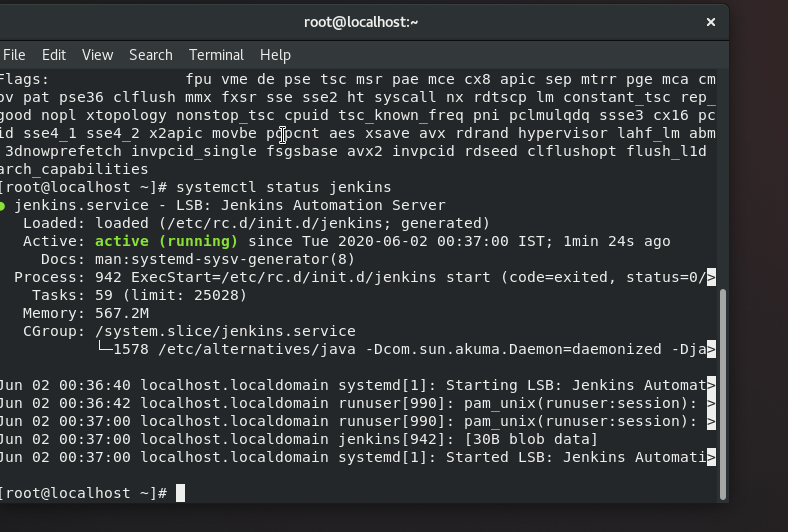 root@localhost:~ ×
File Edit View Search Terminal Help
Flags: fpu vme de pse tsc msr pae mce cx8 apic sep mtrr pge mca cm
ov pat pse36 clflush mmx fxsr sse sse2 ht syscall nx rdtscp lm constant_tsc rep_
good nopl xtopology nonstop_tsc cpuid tsc_known_freq pni pclmulqdq ssse3 cx16 pc
id sse4_1 sse4_2 x2apic movbe popcnt aes xsave avx rdrand hypervisor lahf_lm abm
3dnowprefetch invpcid_single fsgsbase avx2 invpcid rdseed clflushopt flush_l1d
arch_capabilities
[root@localhost ~]# systemctl status jenkins
● jenkins.service - LSB: Jenkins Automation Server
Loaded: loaded (/etc/rc.d/init.d/jenkins; generated)
Active: active (running) since Tue 2020-06-02 00:37:00 IST; 1min 24s ago
Docs: man:systemd-sysv-generator(8)
Process: 942 ExecStart=/etc/rc.d/init.d/jenkins start (code=exited, status=0/>
Tasks: 59 (limit: 25028)
Memory: 567.2M
CGroup: /system.slice/jenkins.service
└─1578 /etc/alternatives/java -Dcom.sun.akuma.Daemon=daemonized -Dja>
Jun 02 00:36:40 localhost.localdomain systemd[1]: Starting LSB: Jenkins Automat>
Jun 02 00:36:42 localhost.localdomain runuser[990]: pam_unix(runuser:session): >
Jun 02 00:37:00 localhost.localdomain runuser[990]: pam_unix(runuser:session): >
Jun 02 00:37:00 localhost.localdomain jenkins[942]: [30B blob data]
Jun 02 00:37:00 localhost.localdomain systemd[1]: Started LSB: Jenkins Automati>
[root@localhost ~]#